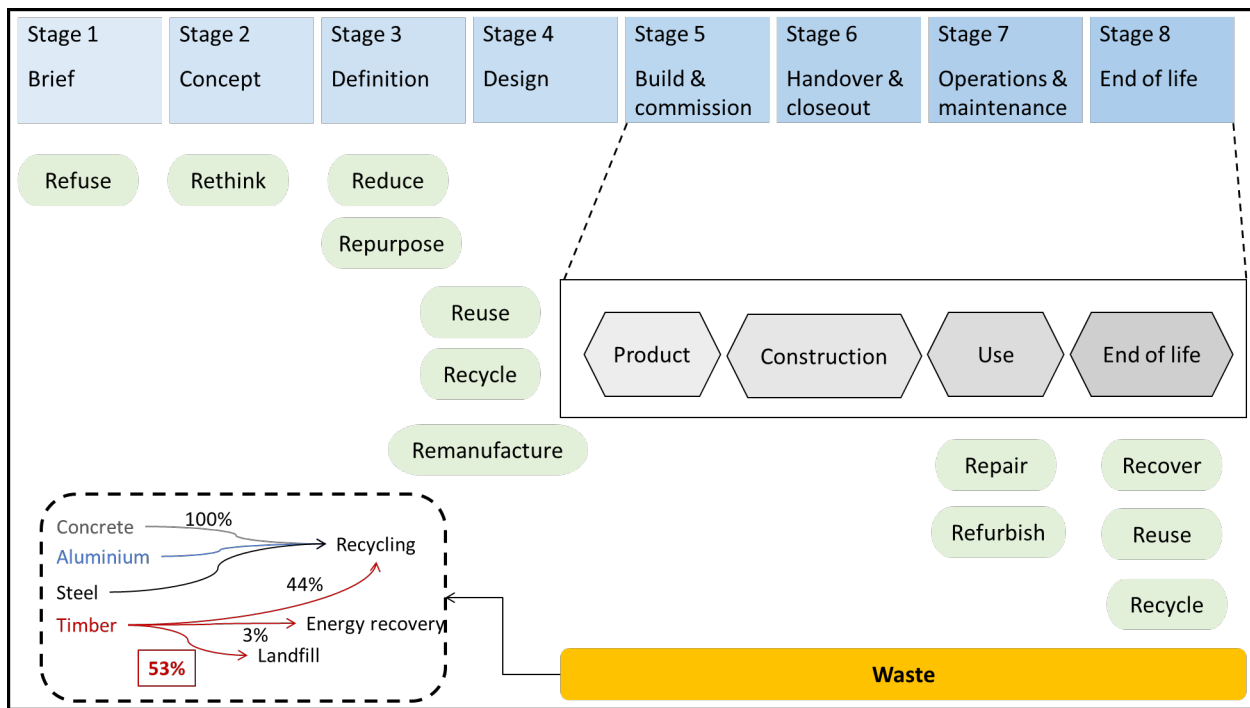 Stage 1
Brief
Stage 2
Concept
Stage 3
Definition
Stage 4
Design
Stage 5
Build &
commission
Stage 6
Handover &
closeout
Stage 7
Operations &
maintenance
Stage 8
End of life
Refuse
Rethink
Reduce
Repurpose
Reuse
Recycle
Remanufacture
Product
Construction
Use
End of life
Repair
Refurbish
Recover
Reuse
Recycle
Concrete
100%
Aluminium
Recycling
Steel
44%
Timber
Energy recovery
3%
Landfill
53%
Waste